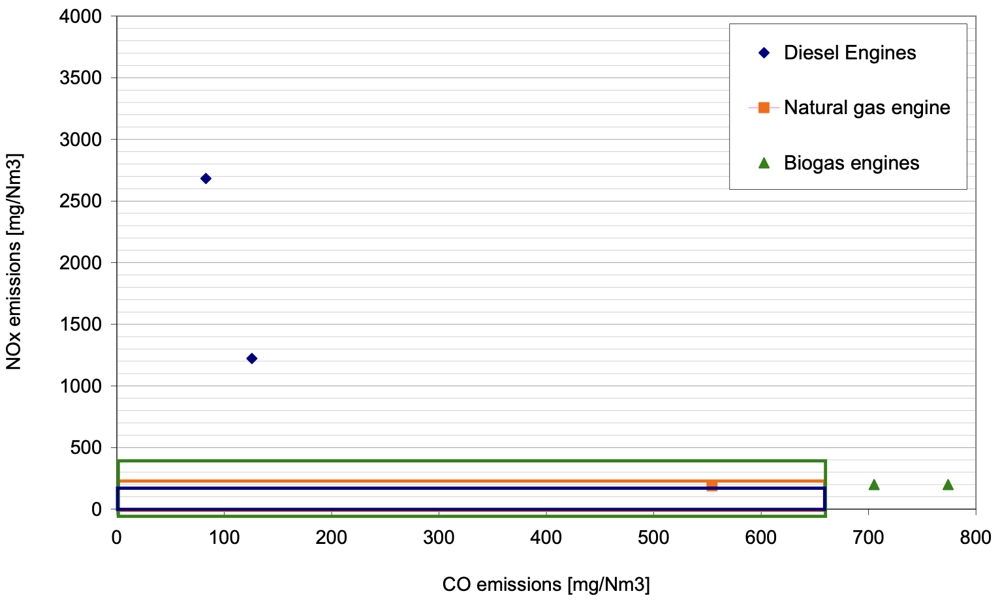 4000
3500
3000
2500
2000
1500
1000
500
0
NOx emissions [mg/Nm3]
Diesel Engines
Natural gas engine
Biogas engines
0 100 200 300 400 500 600 700 800
CO emissions [mg/Nm3]